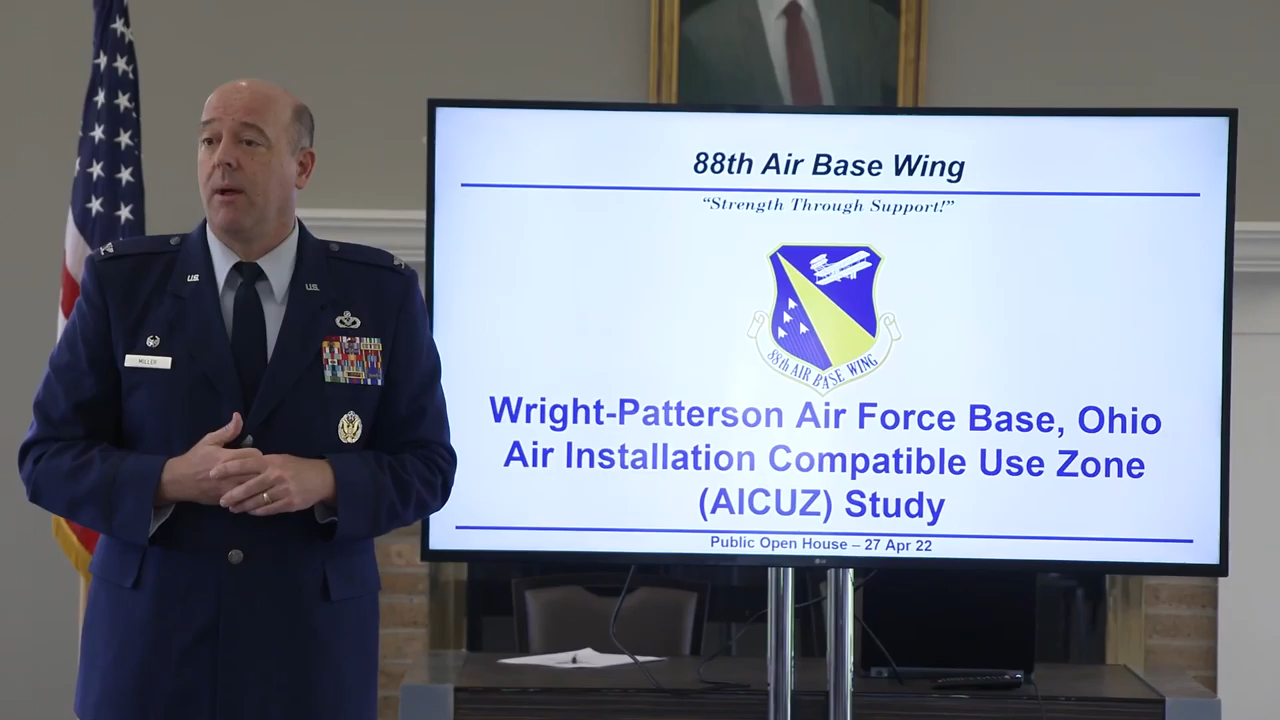 88th Air Base Wing
“Strength Through Support!”
88th AIR BASE WING
Wright-Patterson Air Force Base, Ohio
Air Installation Compatible Use Zone
(AICUZ) Study
Public Open House – 27 Apr 22
U.S.
U.S.
MILLER
LG